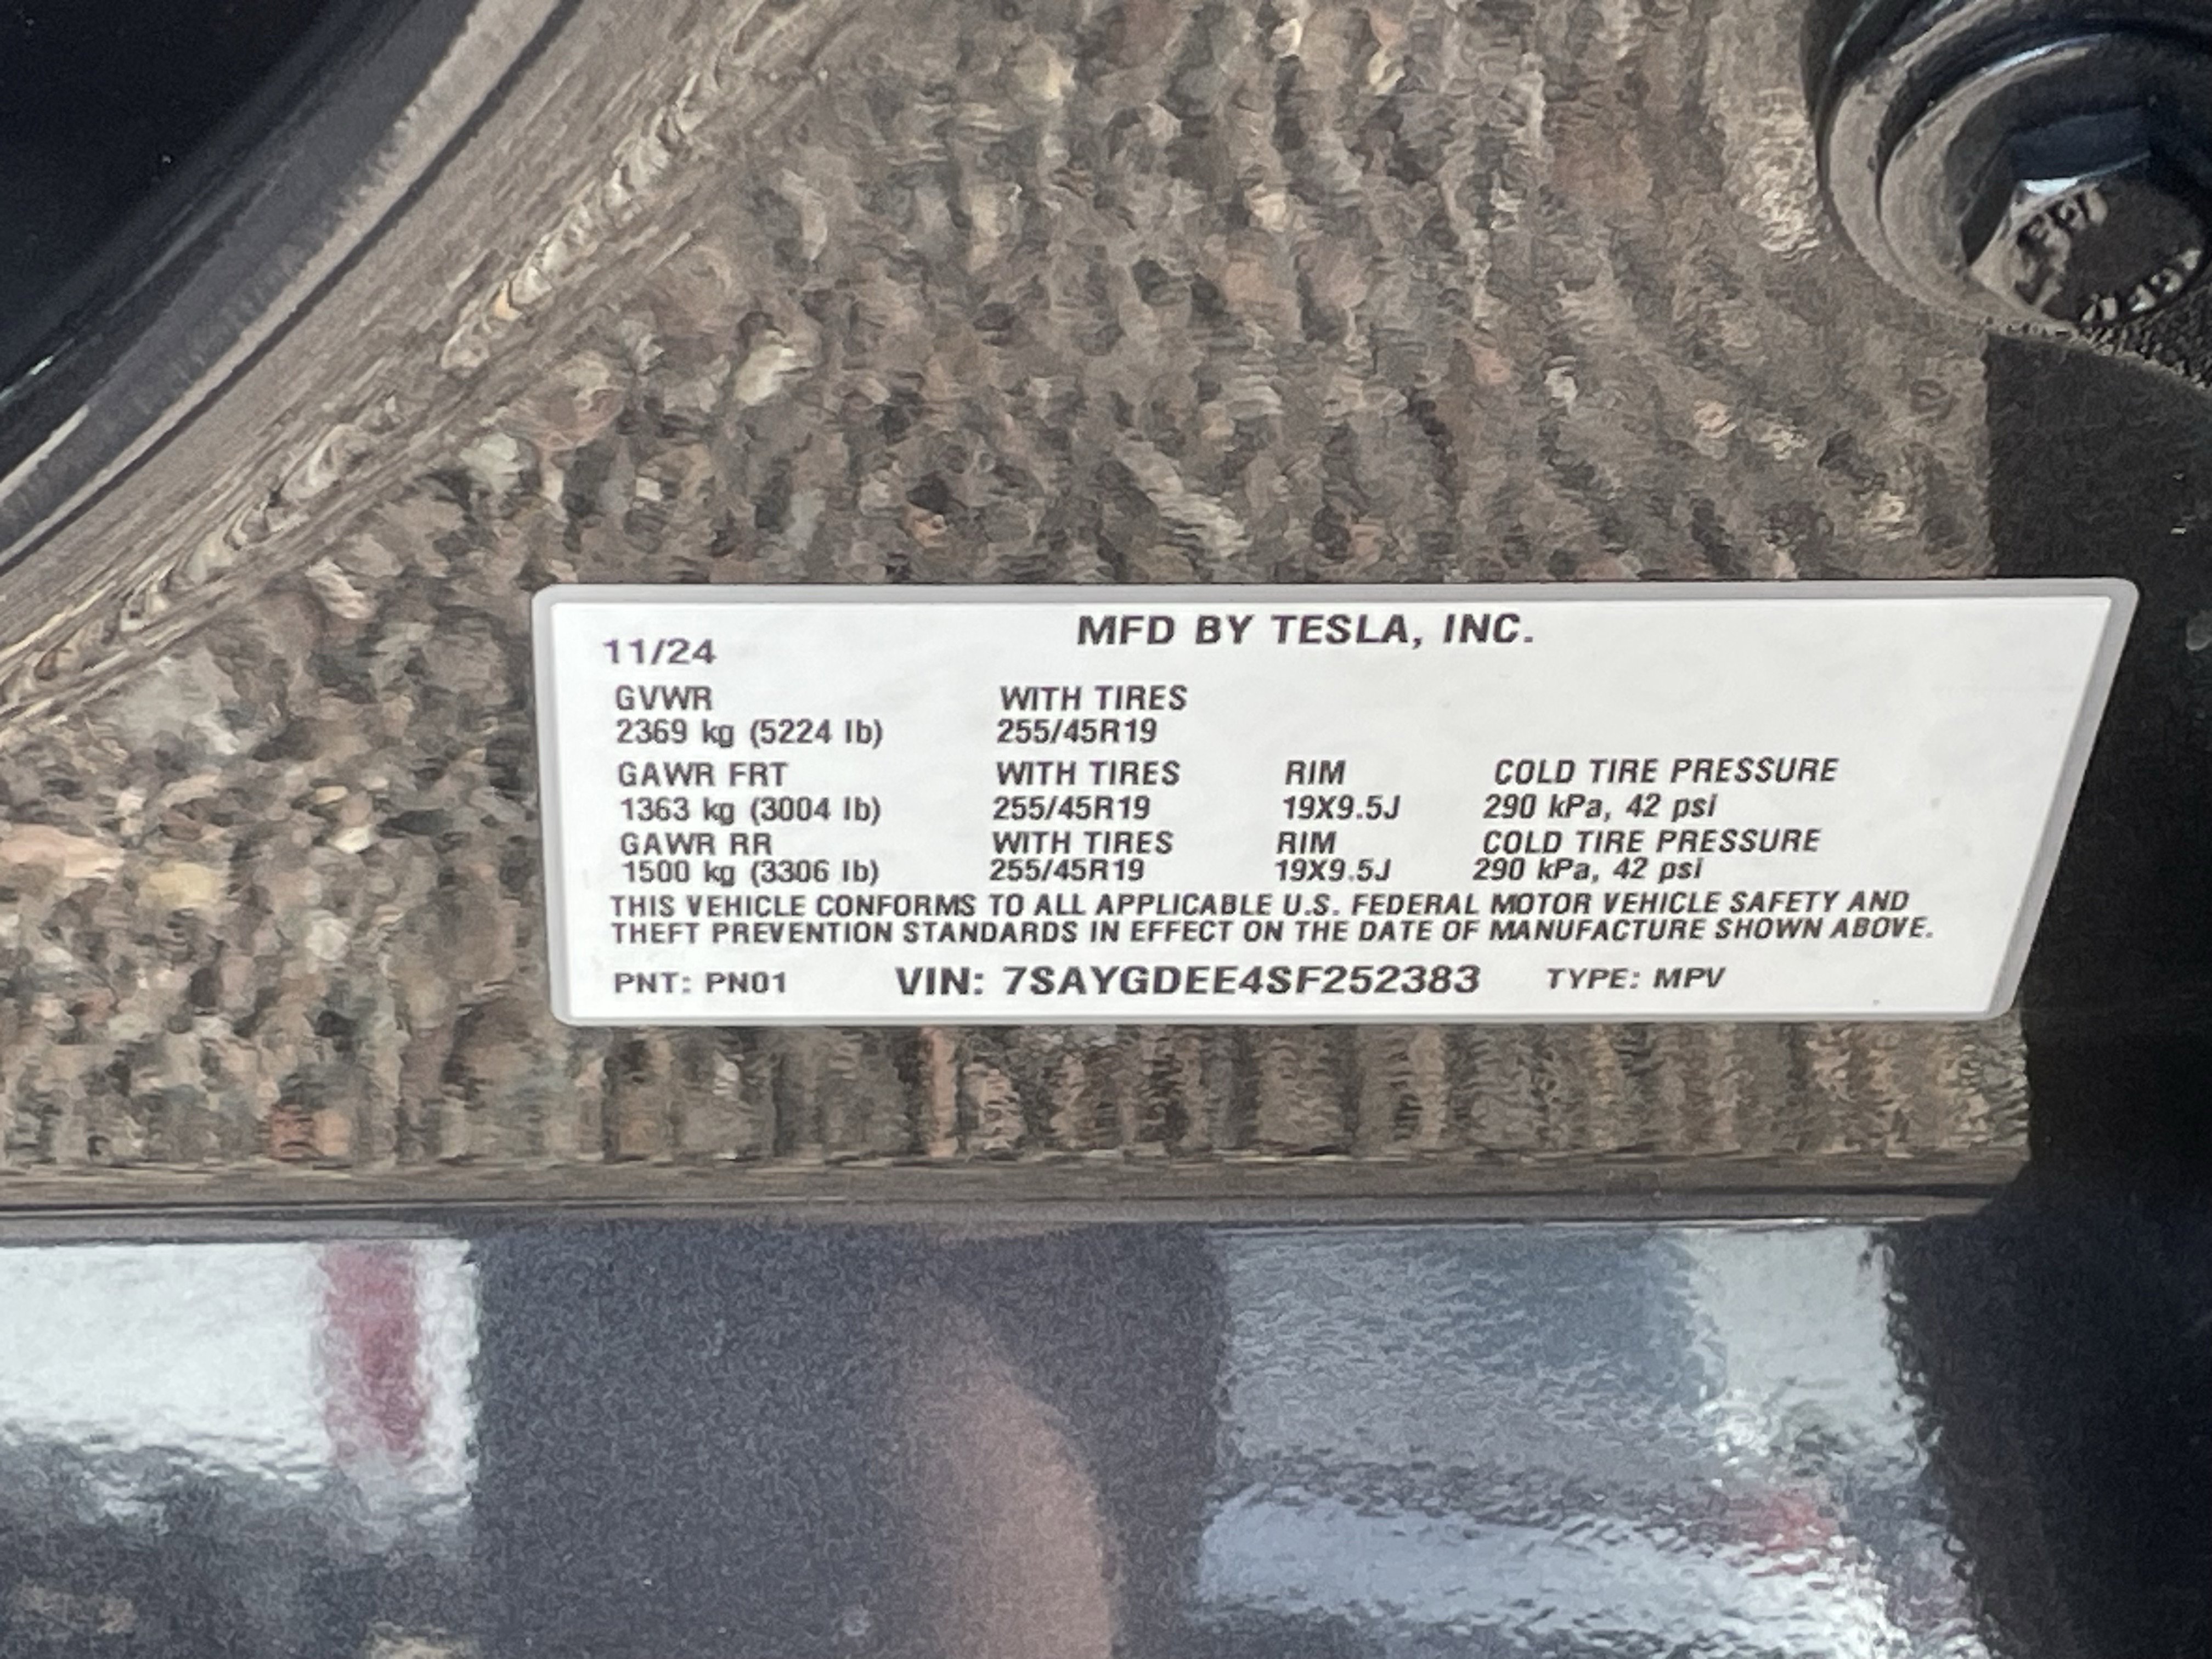 MFD BY TESLA, INC.
11/24
GVWR WITH TIRES
2369 kg (5224 lb) 255/45R19
GAWR FRT WITH TIRES RIM COLD TIRE PRESSURE
1363 kg (3004 lb) 255/45R19 19X9.5J 290 kPa, 42 psi
GAWR RR WITH TIRES RIM COLD TIRE PRESSURE
1500 kg (3306 lb) 255/45R19 19X9.5J 290 kPa, 42 psi
THIS VEHICLE CONFORMS TO ALL APPLICABLE U.S. FEDERAL MOTOR VEHICLE SAFETY AND
THEFT PREVENTION STANDARDS IN EFFECT ON THE DATE OF MANUFACTURE SHOWN ABOVE.
PNT: PN01 VIN: 7SAYGDEE4SF252383 TYPE: MPV